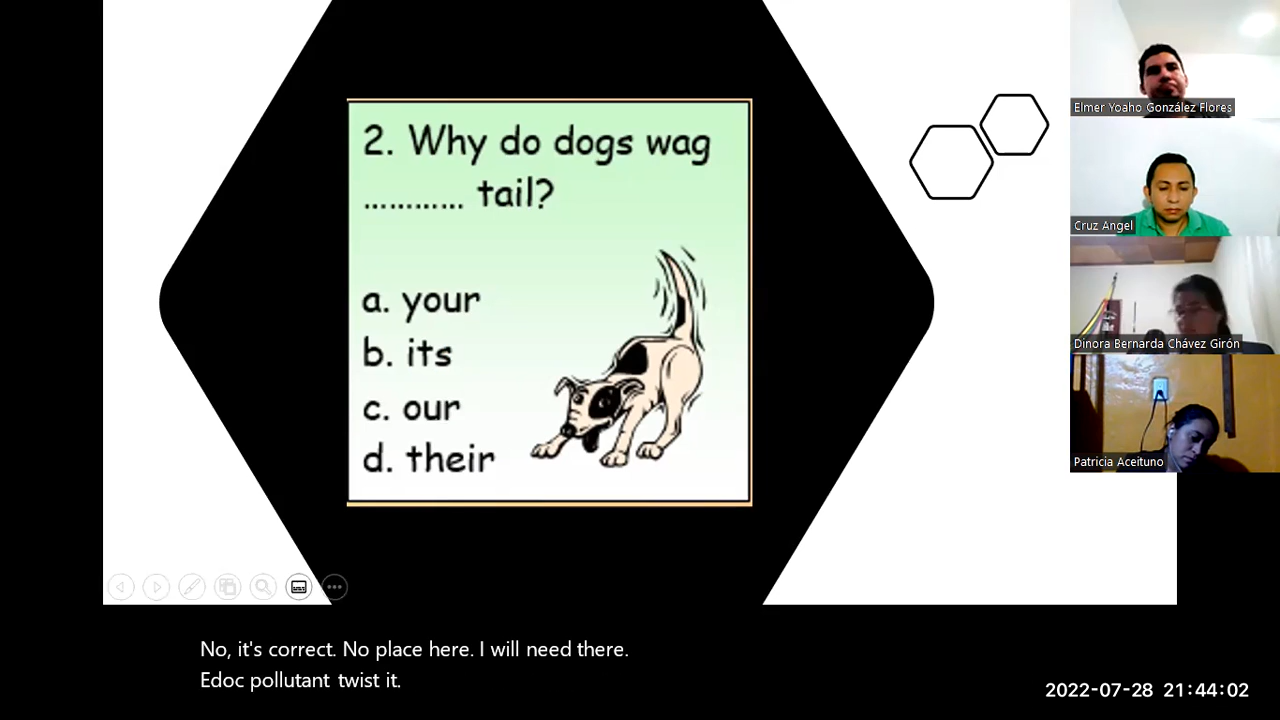 2. Why do dogs wag
............ tail?
a. your
b. its
c. our
d. their
Elmer Yoaho González Flores
Cruz Angel
Dinora Bernarda Chávez Girón
Patricia Aceituno
No, it's correct. No place here. I will need there.
Edoc pollutant twist it.
2022-07-28 21:44:02